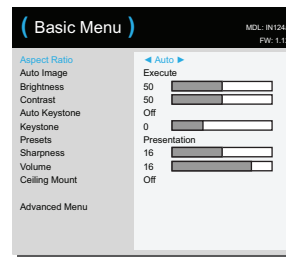 ( Basic Menu )
MDL: IN124
FW: 1.1
Aspect Ratio ◄ Auto ►
Auto Image Execute
Brightness 50
Contrast 50
Auto Keystone Off
Keystone 0
Presets Presentation
Sharpness 16
Volume 16
Ceiling Mount Off
Advanced Menu